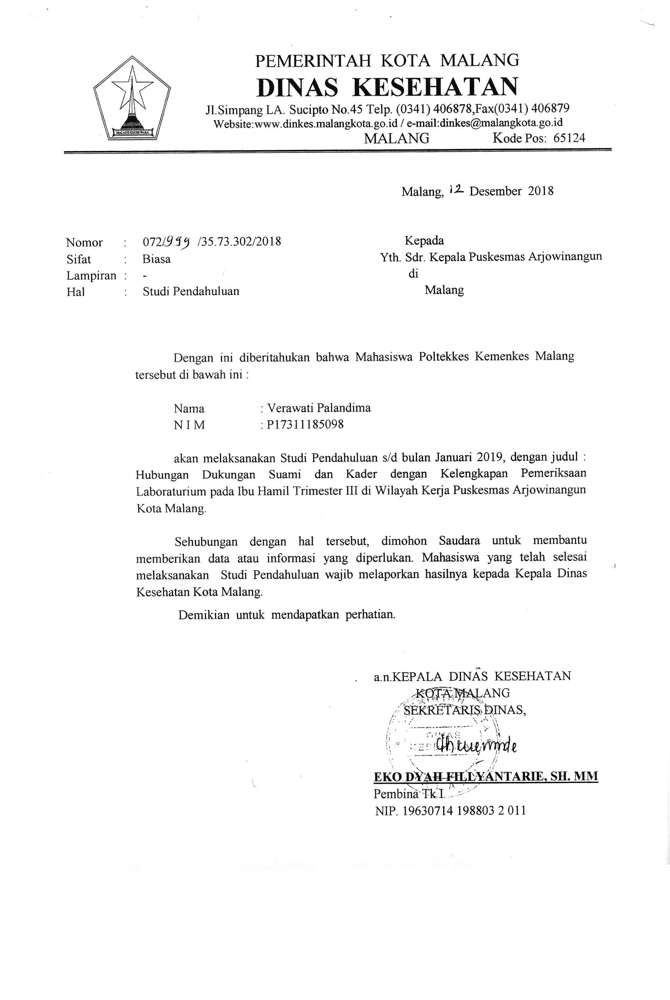 PEMERINTAH KOTA MALANG
DINAS KESEHATAN
Jl.Simpang LA. Sucipto No.45 Telp. (0341) 406878,Fax(0341) 406879
Website:www.dinkes.malangkota.go.id / e-mail:dinkes@malangkota.go.id
MALANG Kode Pos: 65124
Malang, 12 Desember 2018
Nomor : 072/999 /35.73.302/2018
Sifat : Biasa
Lampiran : -
Hal : Studi Pendahuluan
Kepada
Yth. Sdr. Kepala Puskesmas Arjowinangun
di
Malang
Dengan ini diberitahukan bahwa Mahasiswa Poltekkes Kemenkes Malang
tersebut di bawah ini :
Nama : Verawati Palandima
N I M : P17311185098
akan melaksanakan Studi Pendahuluan s/d bulan Januari 2019, dengan judul :
Hubungan Dukungan Suami dan Kader dengan Kelengkapan Pemeriksaan
Laboraturium pada Ibu Hamil Trimester III di Wilayah Kerja Puskesmas Arjowinangun
Kota Malang.
Sehubungan dengan hal tersebut, dimohon Saudara untuk membantu
memberikan data atau informasi yang diperlukan. Mahasiswa yang telah selesai
melaksanakan Studi Pendahuluan wajib melaporkan hasilnya kepada Kepala Dinas
Kesehatan Kota Malang.
Demikian untuk mendapatkan perhatian.
a.n.KEPALA DINAS KESEHATAN
KOTA MALANG
SEKRETARIS DINAS,
DINAS
EKO DYAH FILLYANTARIE, SH. MM
Pembina Tk I
NIP. 19630714 198803 2 011